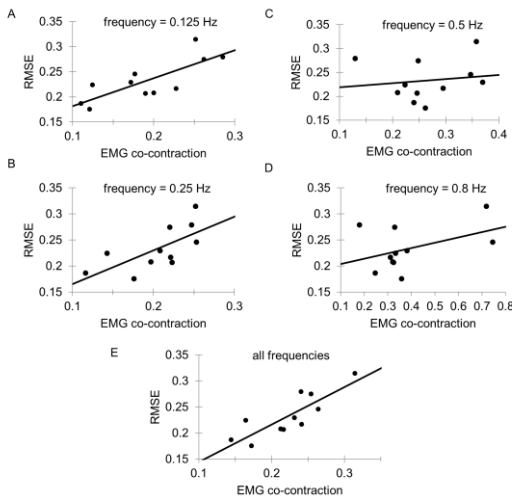 A
frequency = 0.125 Hz
0.35
0.3
0.25
0.2
0.15
RMSE
0.1 0.2 0.3
EMG co-contraction
B
frequency = 0.25 Hz
0.35
0.3
0.25
0.2
0.15
RMSE
0.1 0.2 0.3
EMG co-contraction
C
frequency = 0.5 Hz
0.35
0.3
0.25
0.2
0.15
RMSE
0.1 0.2 0.3 0.4
EMG co-contraction
D
frequency = 0.8 Hz
0.35
0.3
0.25
0.2
0.15
RMSE
0.1 0.2 0.3 0.4 0.5 0.6 0.7 0.8
EMG co-contraction
E
all frequencies
0.35
0.3
0.25
0.2
0.15
RMSE
0.1 0.2 0.3
EMG co-contraction